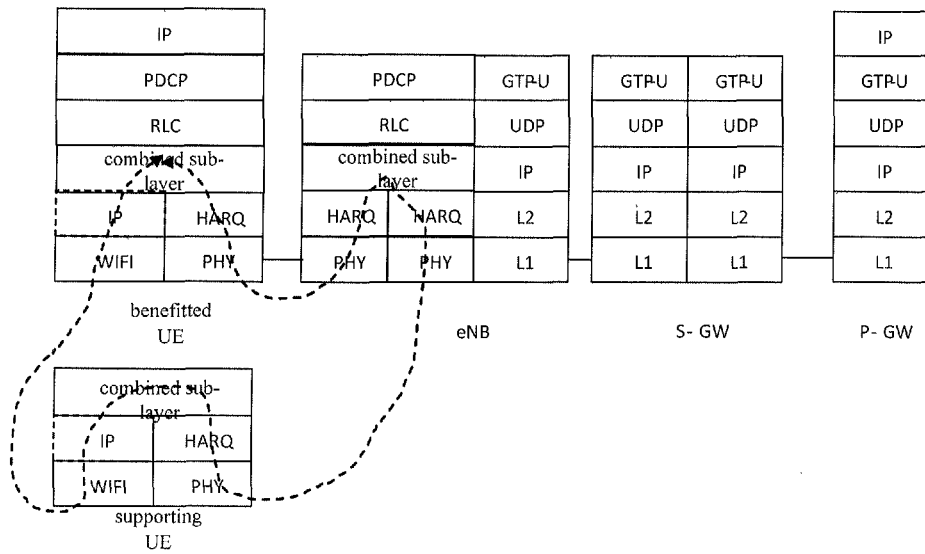 IP
PDCP
RLC
combined sub-
layer
IP HARQ
WIFI PHY
benefitted
UE
PDCP GTP-U
RLC UDP
combined sub-
layer
IP
HARQ HARQ L2
PHY PHY L1
eNB
GTP-U GTP-U
UDP UDP
IP IP
L2 L2
L1 L1
S- GW
IP
GTP-U
UDP
IP
L2
L1
P- GW
combined sub-
layer
IP HARQ
WIFI PHY
supporting
UE